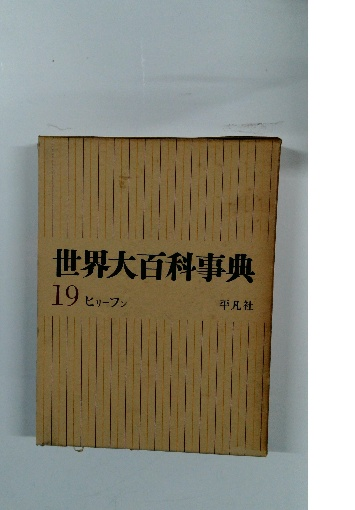 世界大百科事典
19 ヒリーフン
平凡社